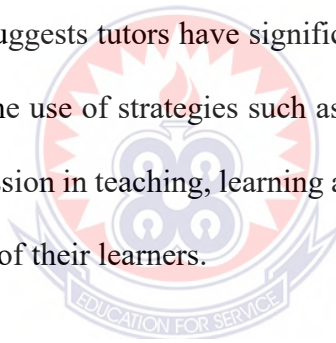 uggests tutors have signific
ne use of strategies such as
ssion in teaching, learning a
of their learners.
EDUCATION FOR SERVICE